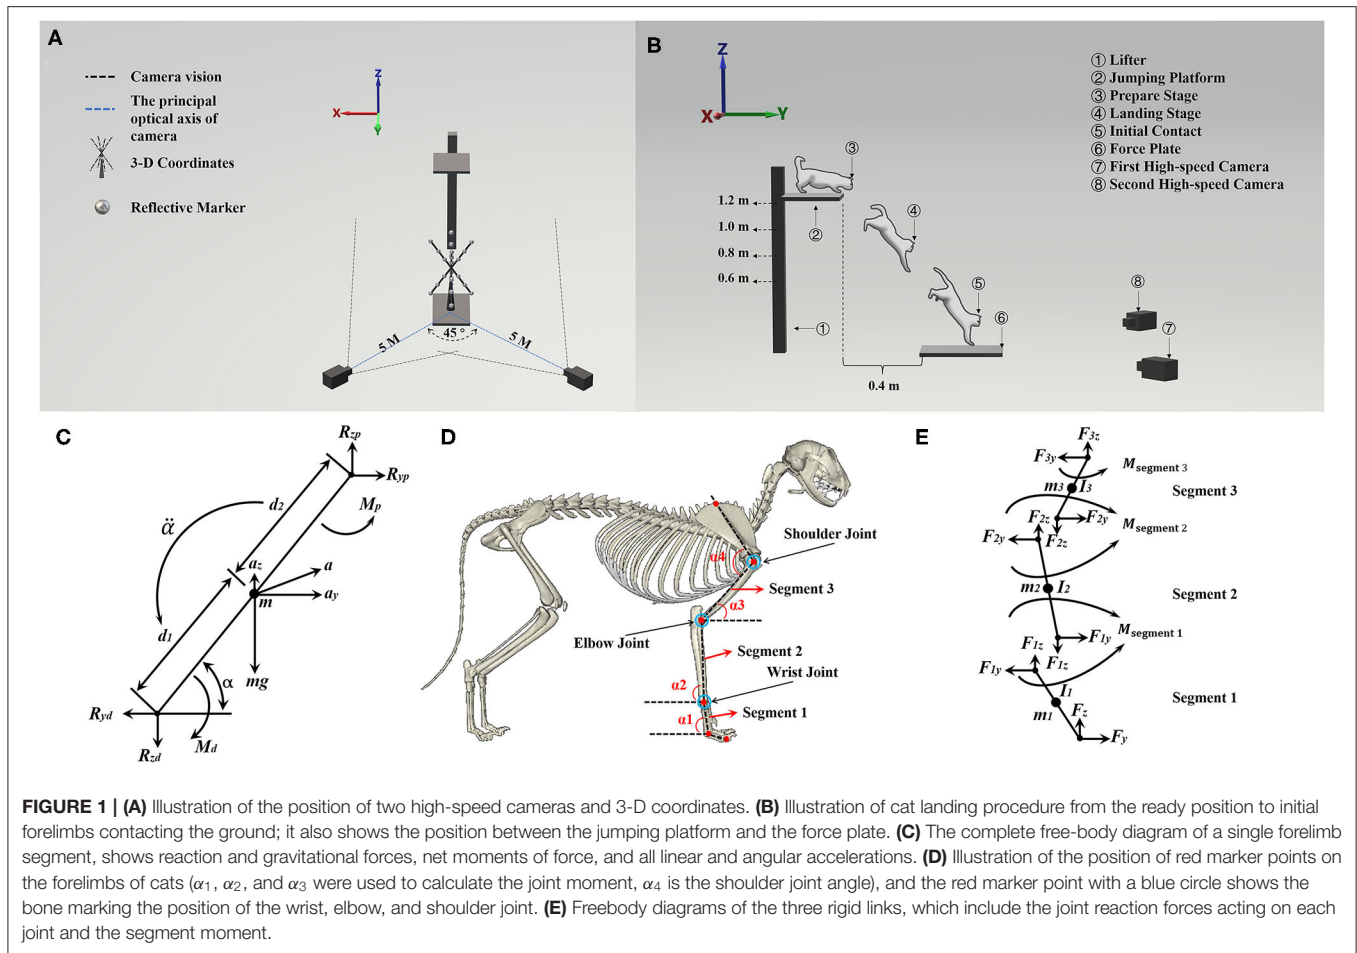 A
Camera vision
The principal
optical axis of
camera
3-D Coordinates
Reflective Marker
Z
X
Y
5 M
45 °
5 M
B
Z
X
Y
① Lifter
② Jumping Platform
③ Prepare Stage
④ Landing Stage
⑤ Initial Contact
⑥ Force Plate
⑦ First High-speed Camera
⑧ Second High-speed Camera
③
1.2 m
②
④
1.0 m
0.8 m
0.6 m
⑤
⑧
①
⑥
⑦
0.4 m
C
Rzp
Ryp
d2
Mp
α̈
az
a
m
ay
d1
mg
α
Ryd
Md
Rzd
D
Shoulder Joint
α4
Segment 3
α3
Elbow Joint
Segment 2
Wrist Joint
α2
Segment 1
α1
E
F3z
F3y
Msegment 3
m3
I3
Segment 3
F2z
F2y
Msegment 2
F2y
F2z
m2
I2
Segment 2
F1y
Msegment 1
F1z
F1y
I1
Segment 1
m1
Fz
Fy
FIGURE 1 | (A) Illustration of the position of two high-speed cameras and 3-D coordinates. (B) Illustration of cat landing procedure from the ready position to initial
forelimbs contacting the ground; it also shows the position between the jumping platform and the force plate. (C) The complete free-body diagram of a single forelimb
segment, shows reaction and gravitational forces, net moments of force, and all linear and angular accelerations. (D) Illustration of the position of red marker points on
the forelimbs of cats (α1, α2, and α3 were used to calculate the joint moment, α4 is the shoulder joint angle), and the red marker point with a blue circle shows the
bone marking the position of the wrist, elbow, and shoulder joint. (E) Freebody diagrams of the three rigid links, which include the joint reaction forces acting on each
joint and the segment moment.